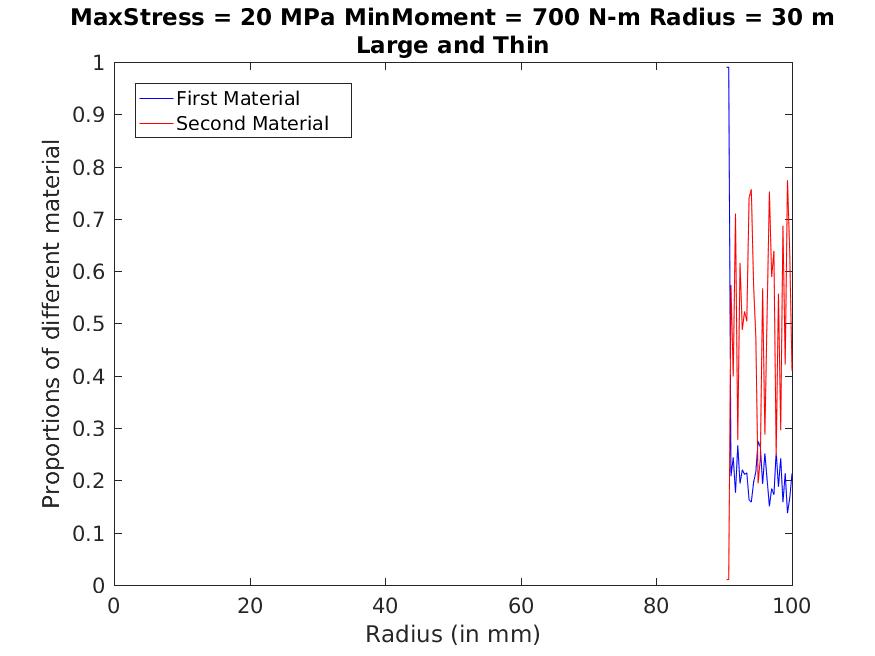 MaxStress = 20 MPa MinMoment = 700 N-m Radius = 30 m
Large and Thin
1
0.9
0.8
0.7
0.6
0.5
0.4
0.3
0.2
0.1
0
First Material
Second Material
Proportions of different material
0 20 40 60 80 100
Radius (in mm)